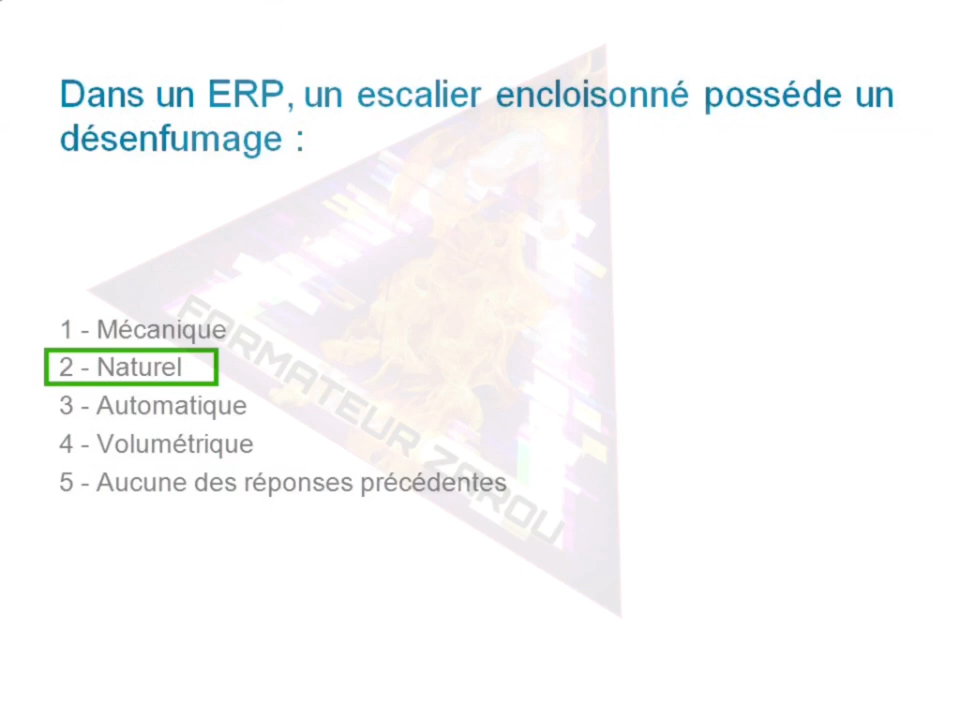 Dans un ERP, un escalier encloisonné posséde un
désenfumage :
1 - Mécanique
2 - Naturel
3 - Automatique
4 - Volumétrique
5 - Aucune des réponses précédentes
FORMATEUR ZAROU